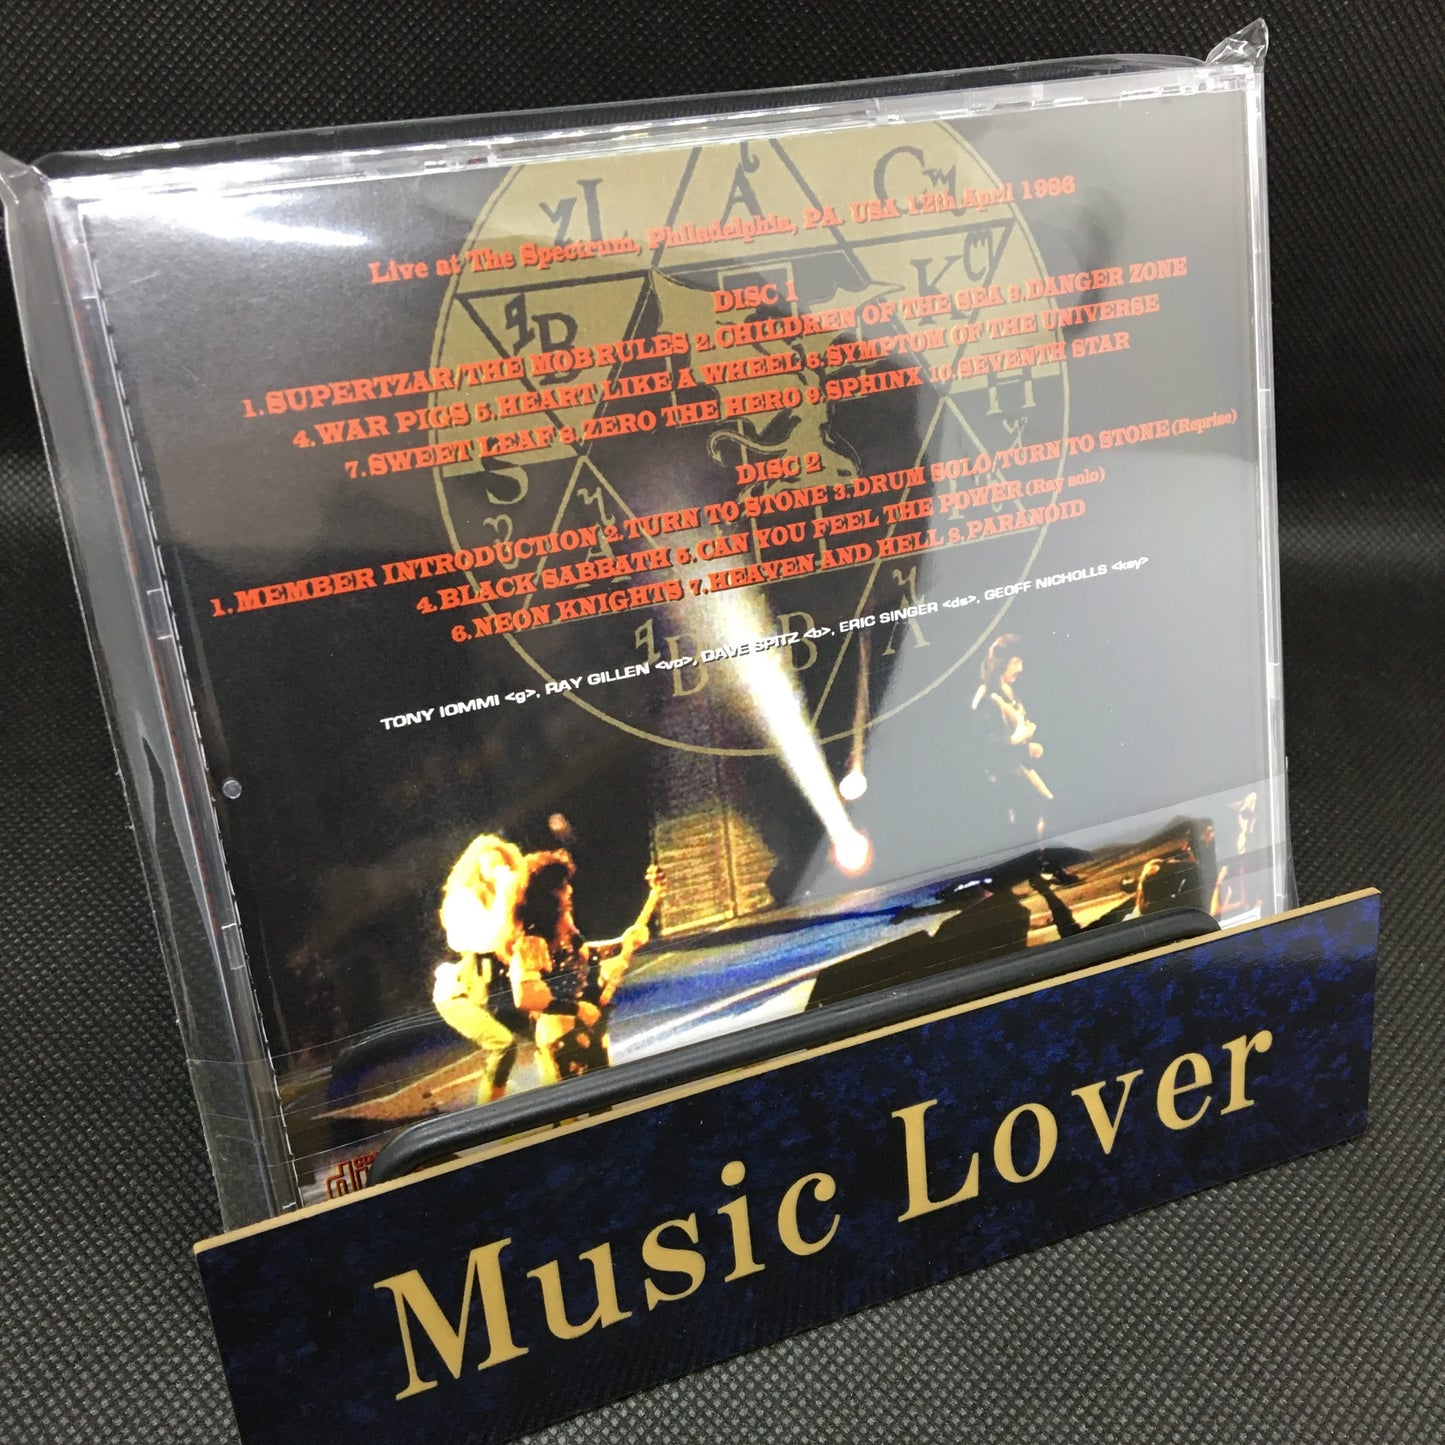 Live at The Spectrum, Philadelphia, PA. USA 12th April 1986
DISC 1
1.SUPERTZAR/THE MOB RULES 2.CHILDREN OF THE SEA 3.DANGER ZONE
4.WAR PIGS 5.HEART LIKE A WHEEL 6.SYMPTOM OF THE UNIVERSE
7.SWEET LEAF 8.ZERO THE HERO 9.SPHINX 10.SEVENTH STAR
DISC 2
1.MEMBER INTRODUCTION 2.TURN TO STONE 3.DRUM SOLO/TURN TO STONE (Reprise)
4.BLACK SABBATH 5.CAN YOU FEEL THE POWER (Ray solo)
6.NEON KNIGHTS 7.HEAVEN AND HELL 8.PARANOID
TONY IOMMI <g>, RAY GILLEN <vo>, DAVE SPITZ <b>, ERIC SINGER <ds>, GEOFF NICHOLLS <key>
Music Lover